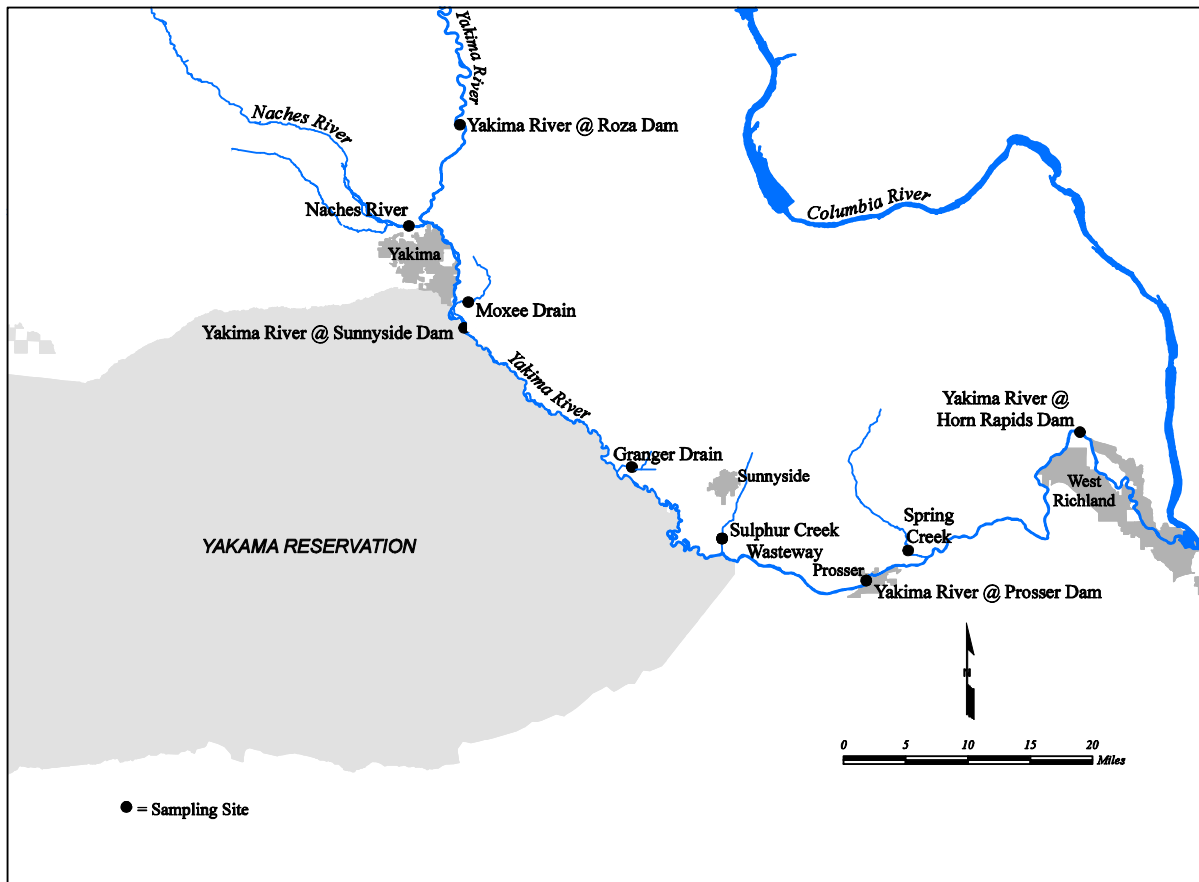 Yakima River
Naches River
Yakima River @ Roza Dam
Columbia River
Naches River
Yakima
Moxee Drain
Yakima River @ Sunnyside Dam
Yakima River
Yakima River @
Horn Rapids Dam
Granger Drain
Sunnyside
West
Richland
Spring
Creek
YAKAMA RESERVATION
Sulphur Creek
Wasteway
Prosser
Yakima River @ Prosser Dam
0 5 10 15 20
Miles
= Sampling Site